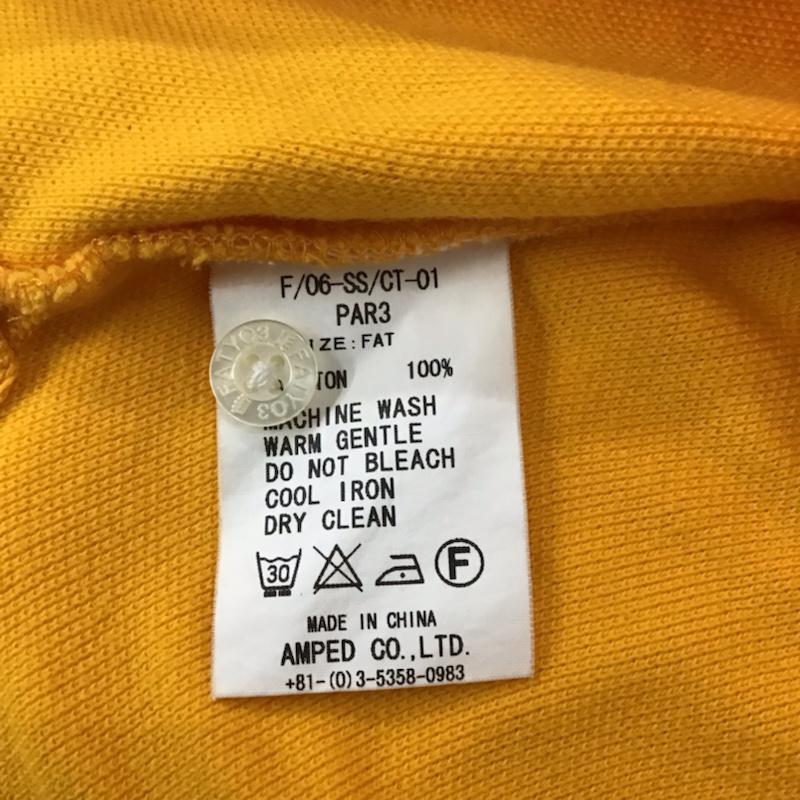 F/06-SS/CT-01
PAR3
IZE:FAT
TON 100%
MACHINE WASH
WARM GENTLE
DO NOT BLEACH
COOL IRON
DRY CLEAN
30
F
MADE IN CHINA
AMPED CO.,LTD.
+81-(0)3-5358-0983